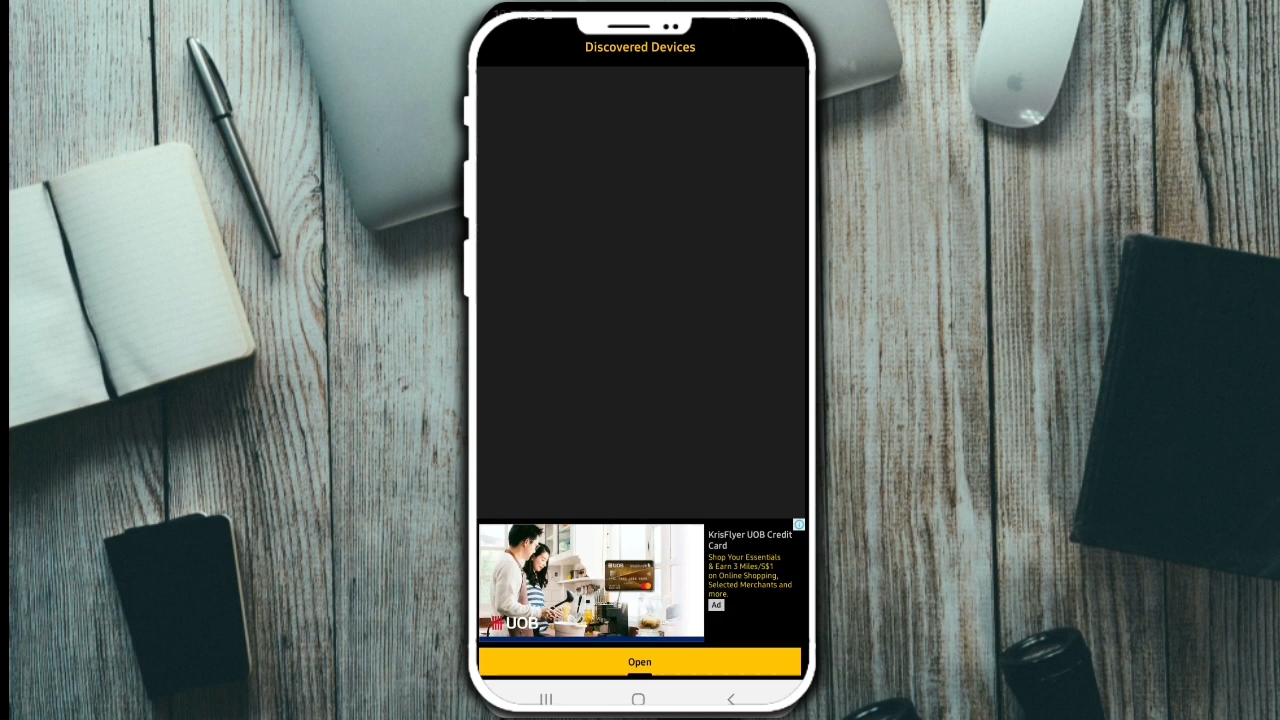 Discovered Devices
KrisFlyer UOB Credit
Card
Shop Your Essentials
& Earn 3 Miles/S$1
on Online Shopping,
Selected Merchants and
more.
Ad
UOB
UOB
Open